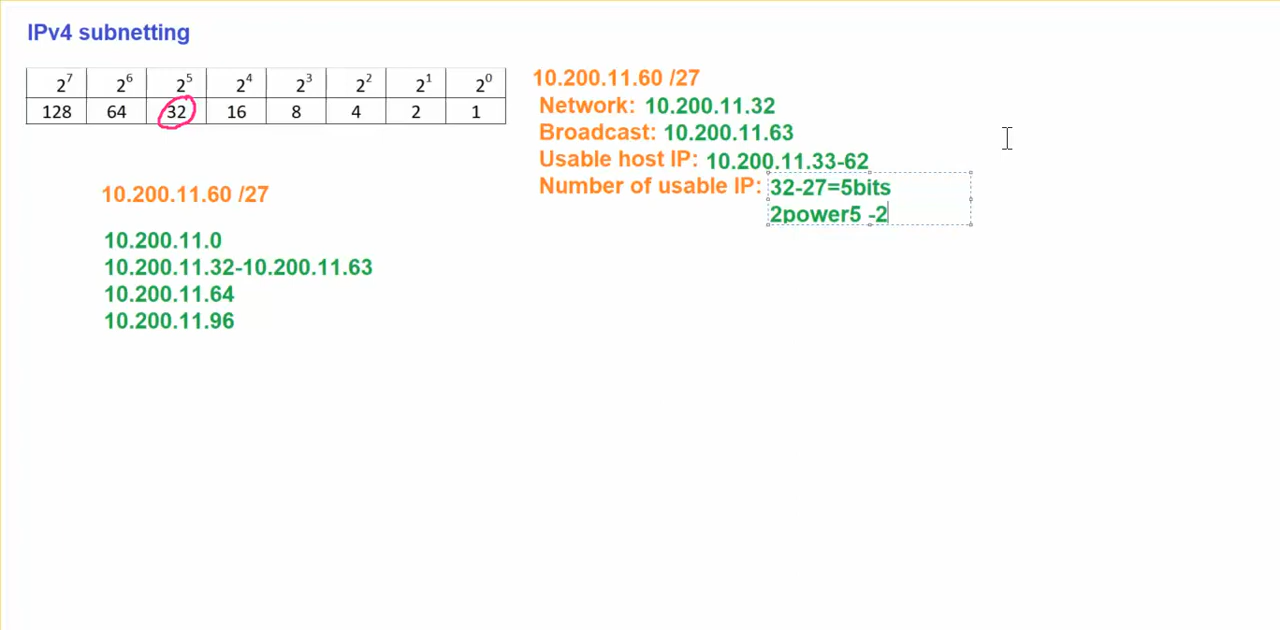 IPv4 subnetting
2^7 2^6 2^5 2^4 2^3 2^2 2^1 2^0
128 64 32 16 8 4 2 1
10.200.11.60 /27
10.200.11.0
10.200.11.32-10.200.11.63
10.200.11.64
10.200.11.96
10.200.11.60 /27
Network: 10.200.11.32
Broadcast: 10.200.11.63
Usable host IP: 10.200.11.33-62
Number of usable IP: 32-27=5bits
2power5 -2